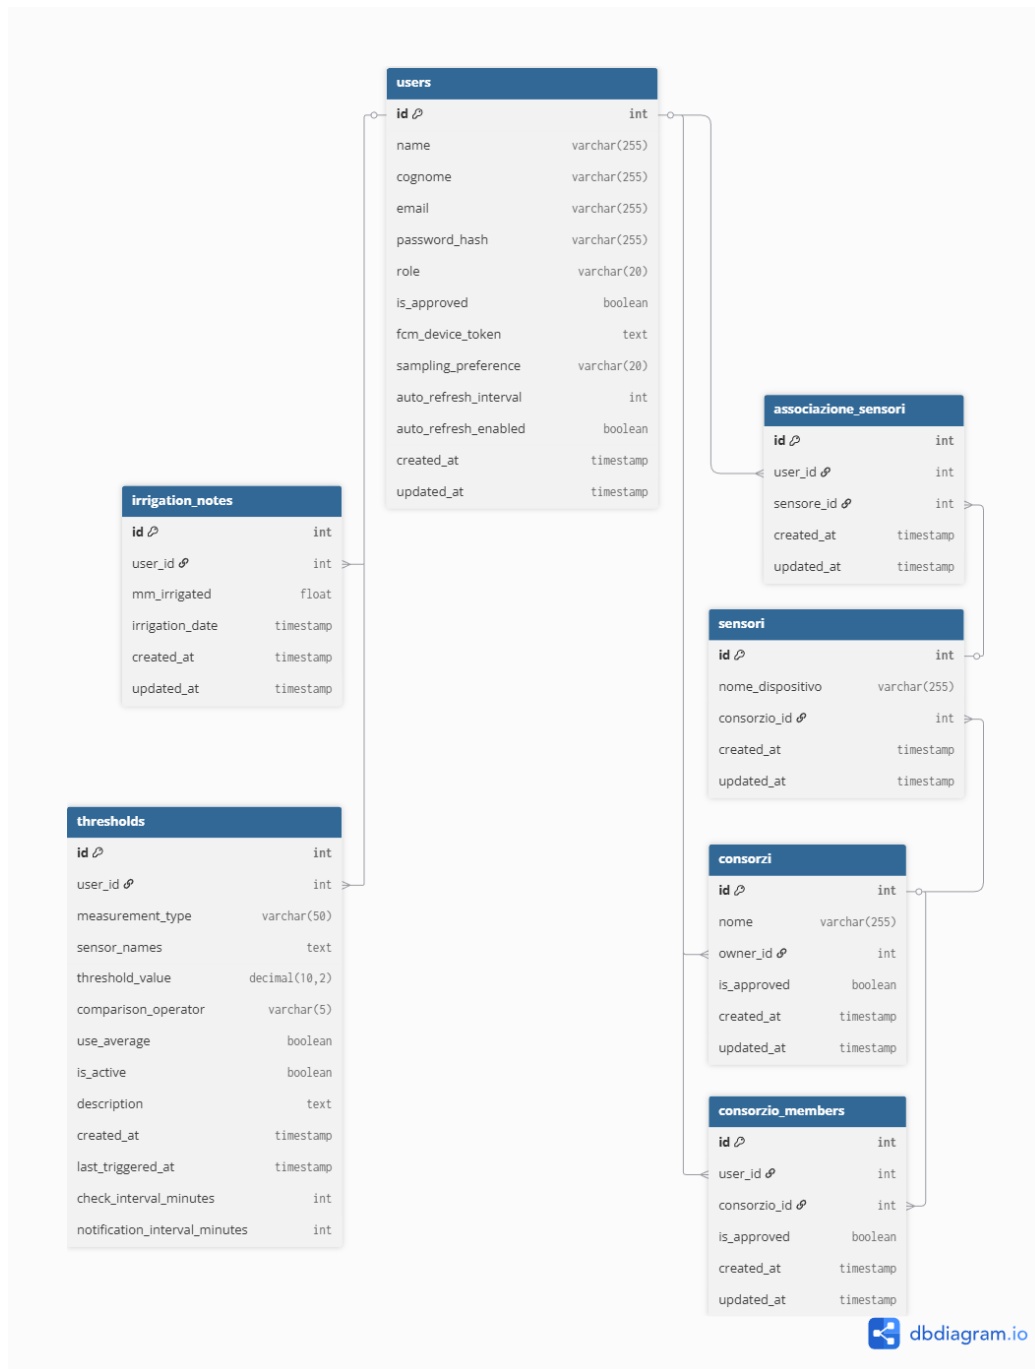 users
id int
name varchar(255)
cognome varchar(255)
email varchar(255)
password_hash varchar(255)
role varchar(20)
is_approved boolean
fcm_device_token text
sampling_preference varchar(20)
auto_refresh_interval int
auto_refresh_enabled boolean
created_at timestamp
updated_at timestamp
irrigation_notes
id int
user_id int
mm_irrigated float
irrigation_date timestamp
created_at timestamp
updated_at timestamp
thresholds
id int
user_id int
measurement_type varchar(50)
sensor_names text
threshold_value decimal(10,2)
comparison_operator varchar(5)
use_average boolean
is_active boolean
description text
created_at timestamp
last_triggered_at timestamp
check_interval_minutes int
notification_interval_minutes int
associazione_sensori
id int
user_id int
sensore_id int
created_at timestamp
updated_at timestamp
sensori
id int
nome_dispositivo varchar(255)
consorzio_id int
created_at timestamp
updated_at timestamp
consorzi
id int
nome varchar(255)
owner_id int
is_approved boolean
created_at timestamp
updated_at timestamp
consorzio_members
id int
user_id int
consorzio_id int
is_approved boolean
created_at timestamp
updated_at timestamp
dbdiagram.io